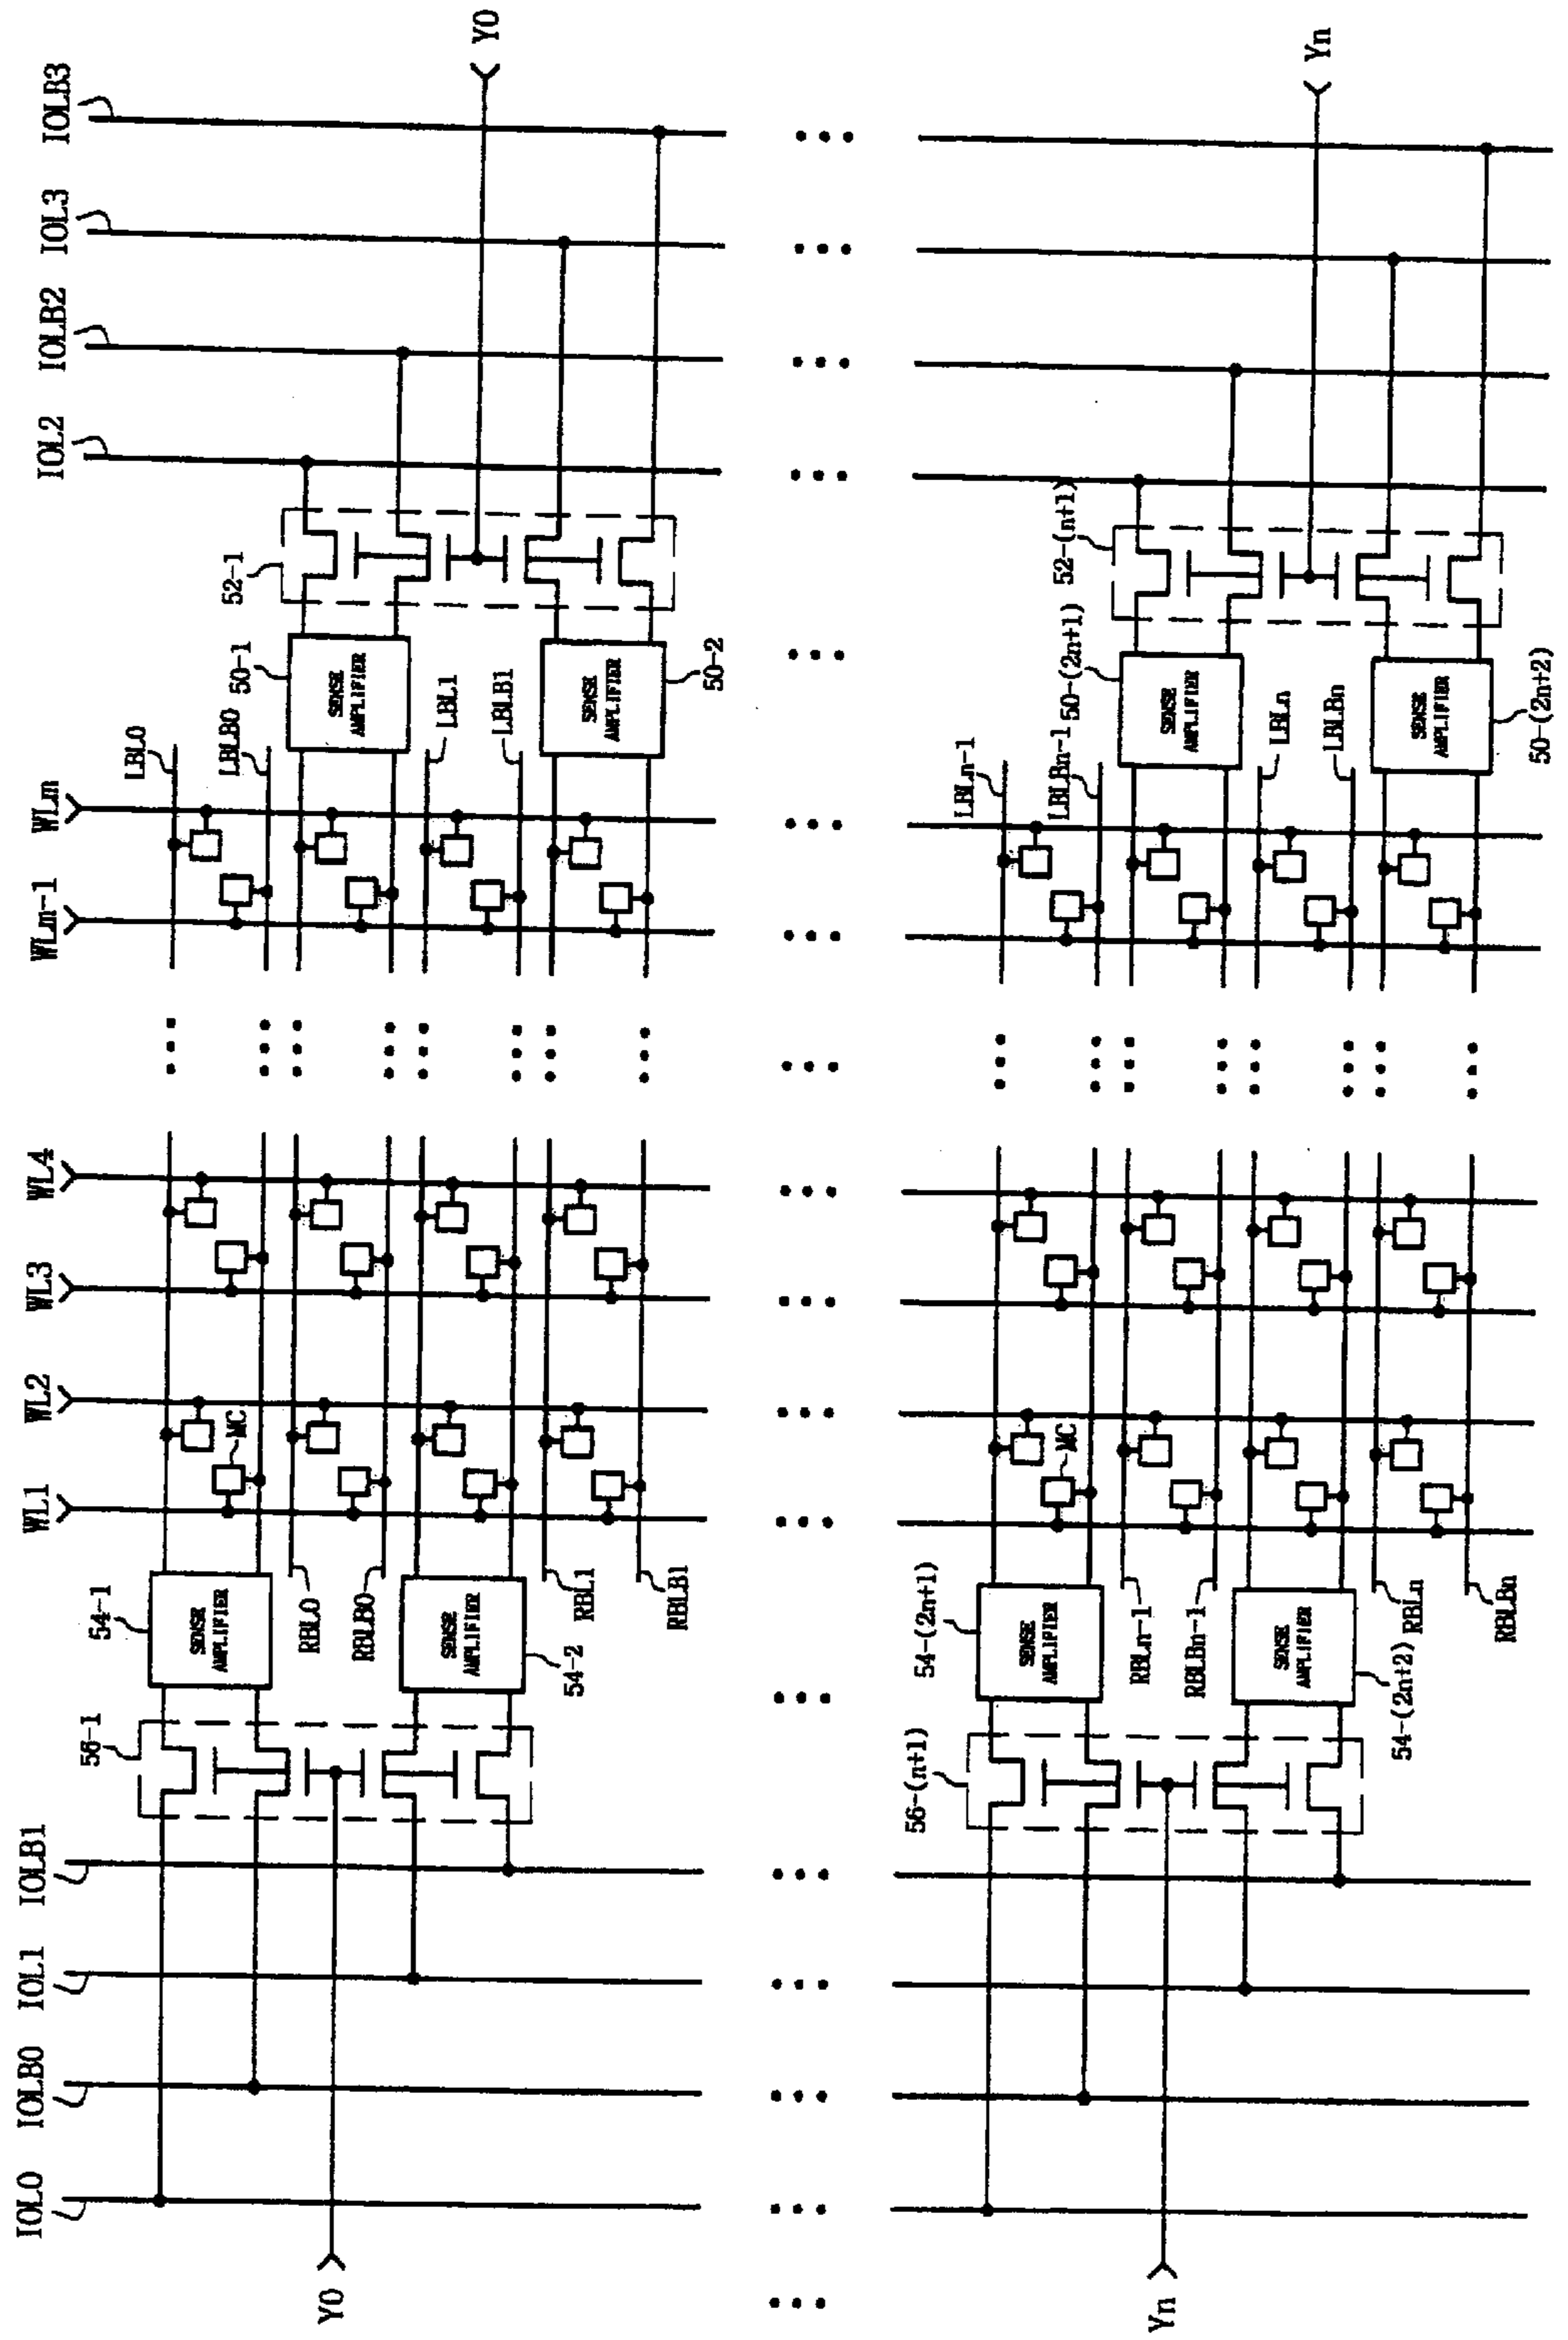 IOL0
IOLB0
IOL1
IOLB1
WL1
WL2
WL3
WL4
WLm-1
WLm
IOL2
IOLB2
IOL3
IOLB3
Y0
Y0
56-1
54-1
SENSE
AMPLIFIER
SENSE
AMPLIFIER
54-2
RBL0
RBLB0
RBL1
RBLB1
MC
LBL0
LBLB0
LBL1
LBLB1
50-1
SENSE
AMPLIFIER
SENSE
AMPLIFIER
50-2
52-1
Yn
Yn
56-(n+1)
54-(2n+1)
SENSE
AMPLIFIER
SENSE
AMPLIFIER
54-(2n+2)
RBLn-1
RBLBn-1
RBLn
RBLBn
MC
LBLn-1
LBLBn-1
LBLn
LBLBn
50-(2n+1)
SENSE
AMPLIFIER
SENSE
AMPLIFIER
50-(2n+2)
52-(n+1)